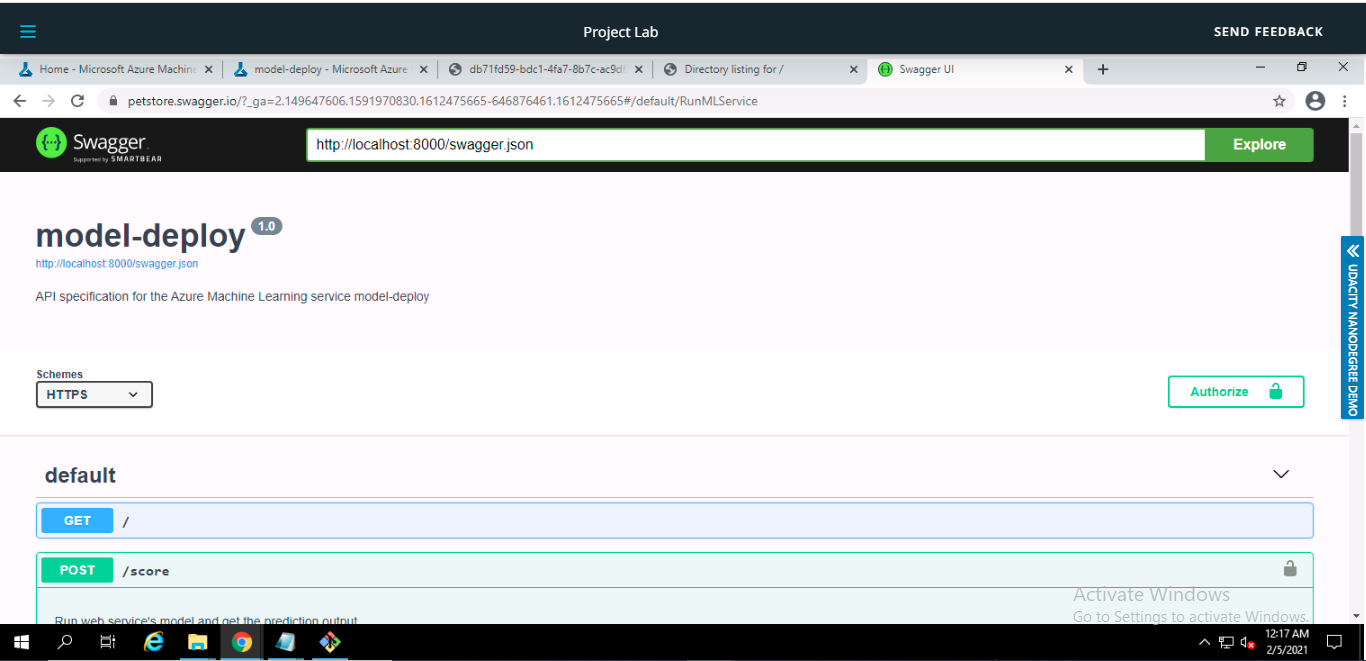 Project Lab
SEND FEEDBACK
Home - Microsoft Azure Machine
model-deploy - Microsoft Azure
db71fd59-bdc1-4fa7-8b7c-ac9df
Directory listing for /
Swagger UI
petstore.swagger.io/?_ga=2.149647606.1591970830.1612475665-646876461.1612475665#/default/RunMLService
Swagger
Supported by SMARTBEAR
http://localhost:8000/swagger.json
Explore
model-deploy 1.0
http://localhost:8000/swagger.json
API specification for the Azure Machine Learning service model-deploy
UDACITY NANODEGREE DEMO
Schemes
HTTPS
Authorize
default
GET /
POST /score
Run web service's model and get the prediction output
Activate Windows
Go to Settings to activate Windows.
12:17 AM
2/5/2021